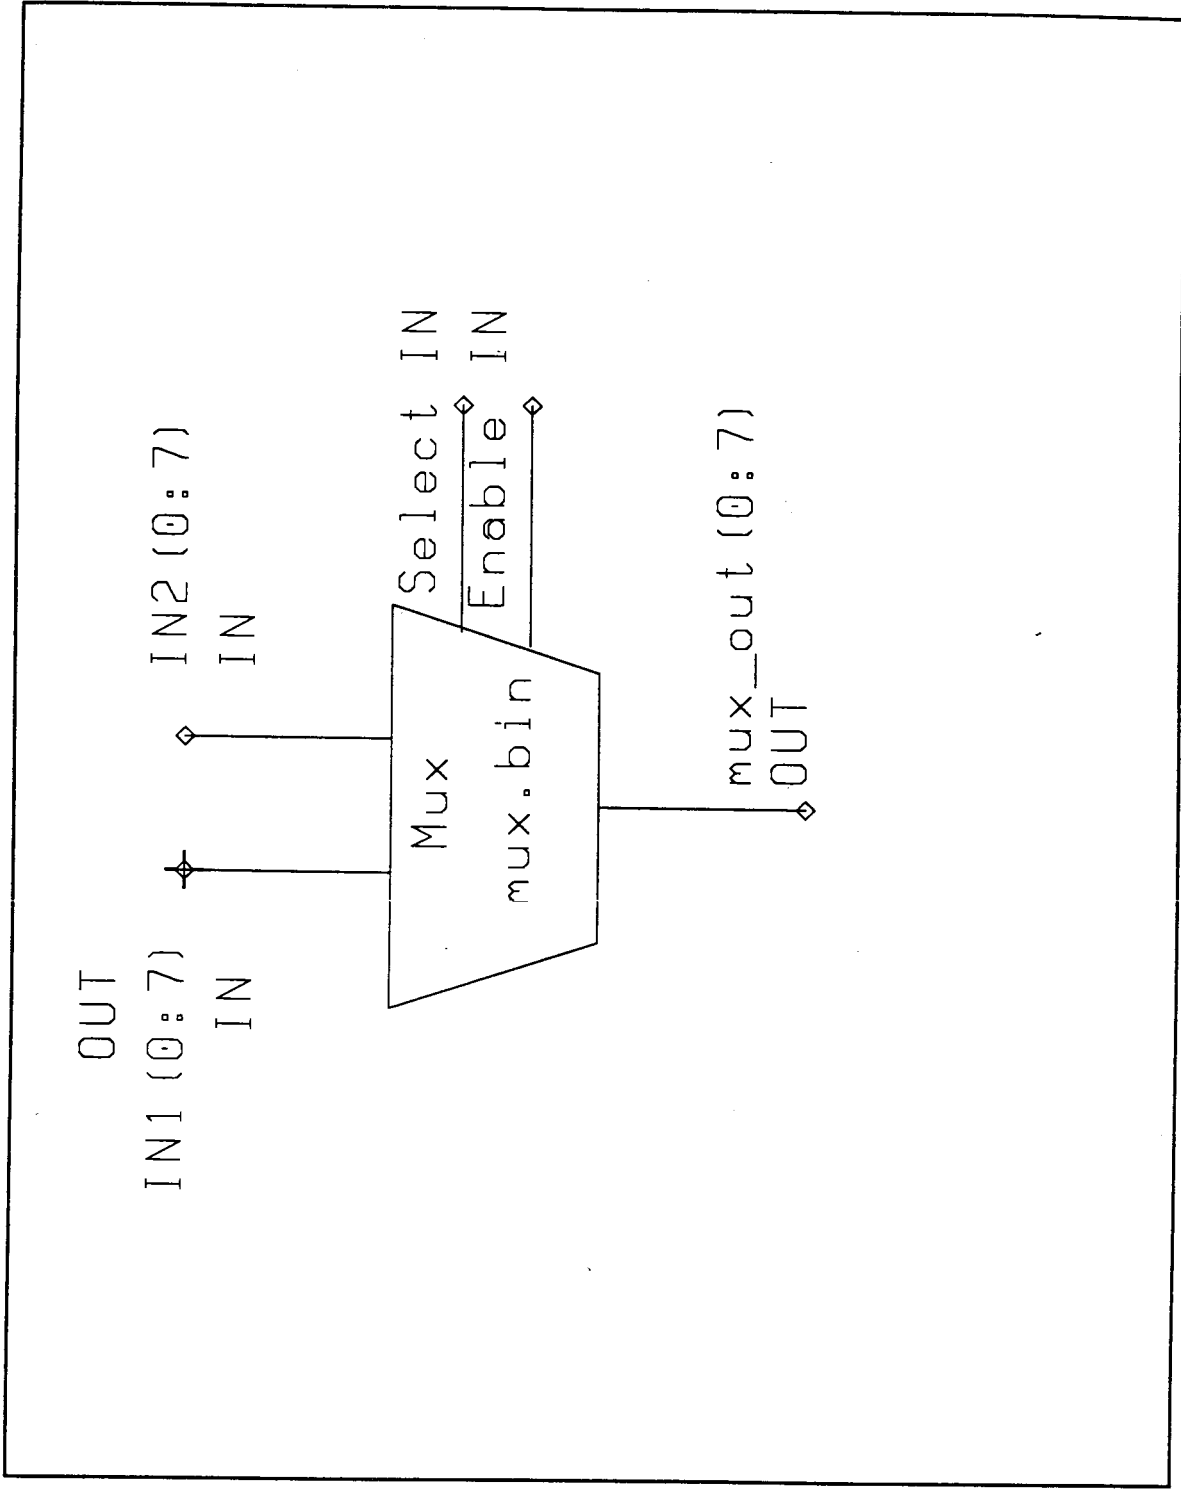 OUT
IN1(0:7)
IN
IN2(0:7)
IN
Select IN
Enable IN
Mux
mux.bin
mux_out(0:7)
OUT